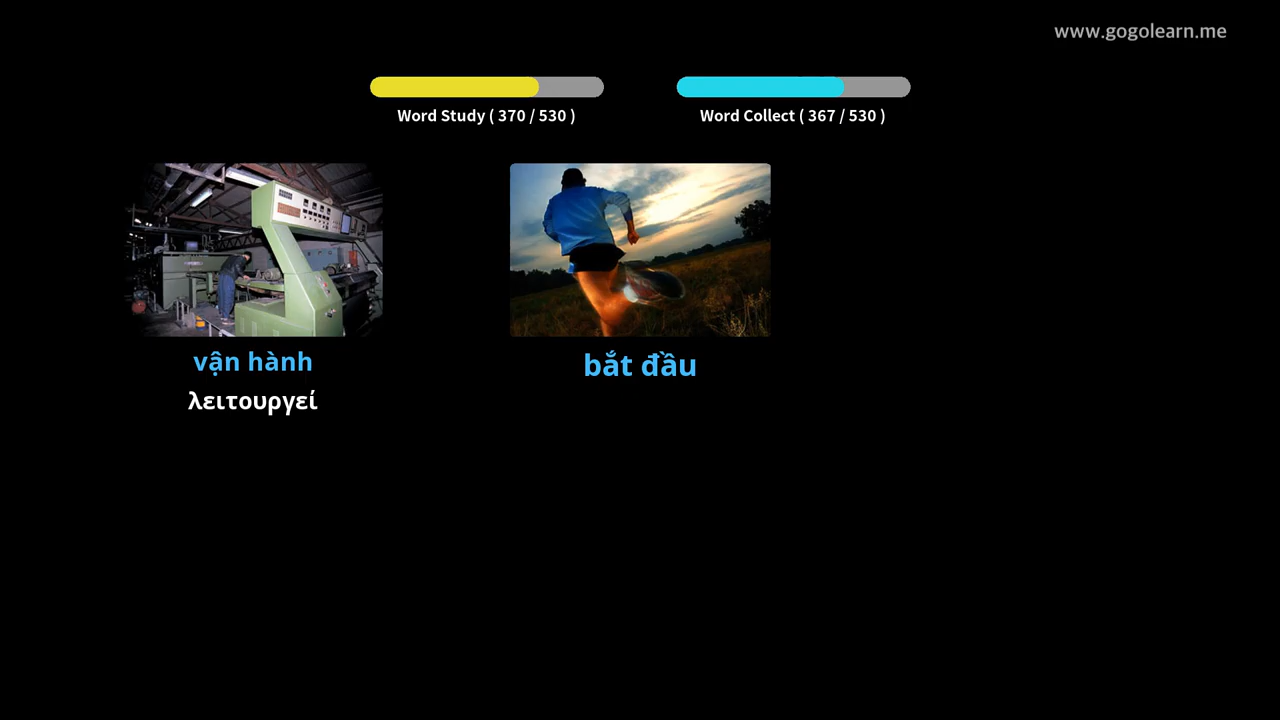 www.gogolearn.me
Word Study ( 370 / 530 )
Word Collect ( 367 / 530 )
vận hành
λειτουργεί
bắt đầu